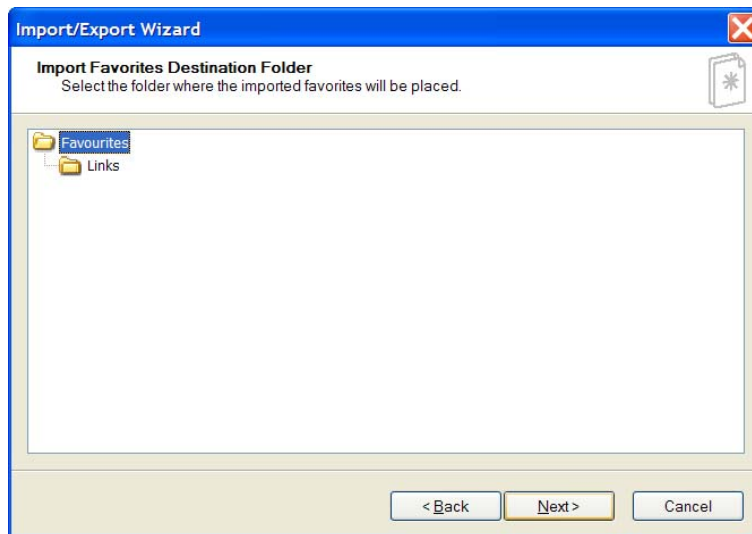 Import/Export Wizard
Import Favorites Destination Folder
Select the folder where the imported favorites will be placed.
Favourites
Links
< Back
Next >
Cancel